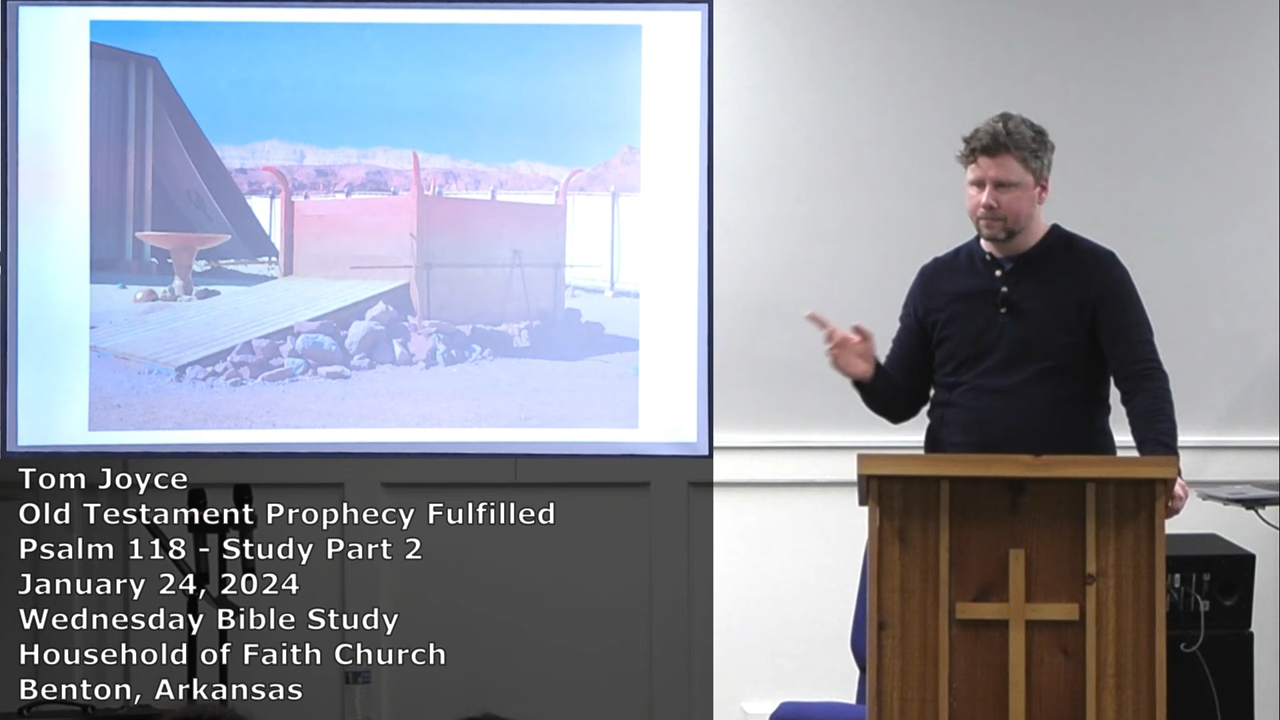 Tom Joyce
Old Testament Prophecy Fulfilled
Psalm 118 - Study Part 2
January 24, 2024
Wednesday Bible Study
Household of Faith Church
Benton, Arkansas